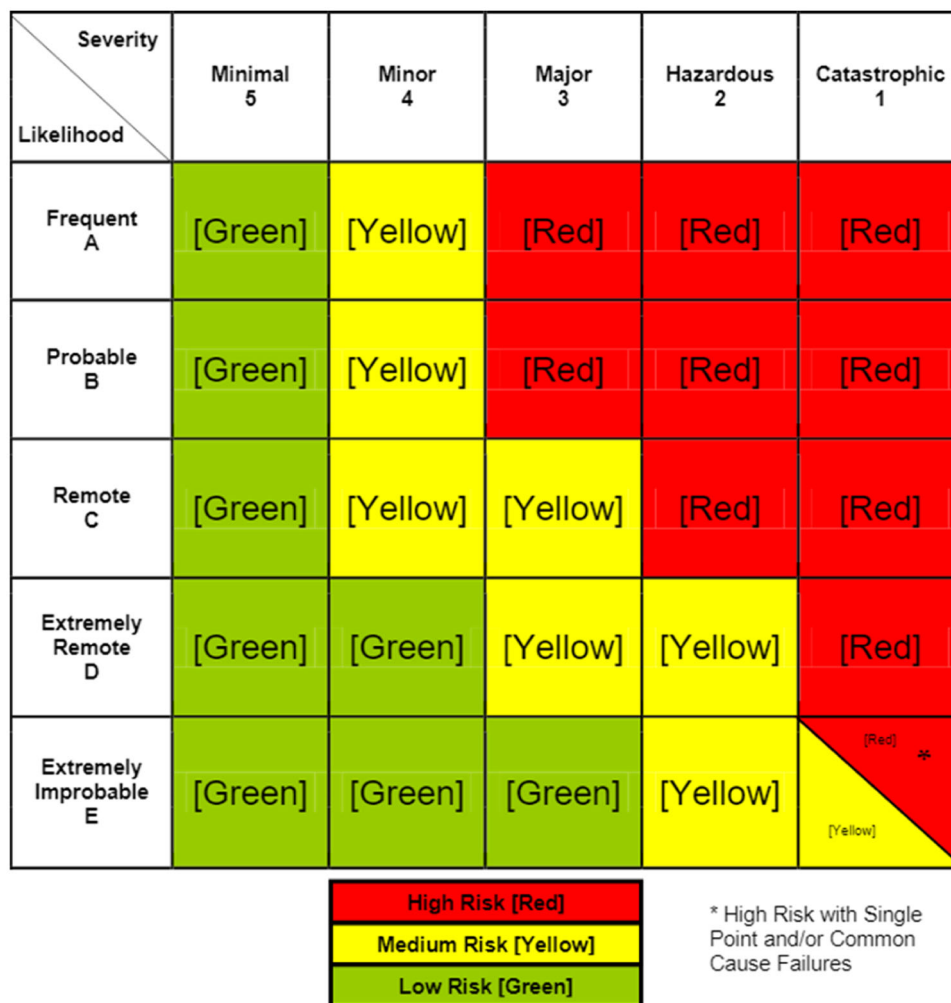 Severity
Likelihood
Minimal
5
Minor
4
Major
3
Hazardous
2
Catastrophic
1
Frequent
A
[Green]
[Yellow]
[Red]
[Red]
[Red]
Probable
B
[Green]
[Yellow]
[Red]
[Red]
[Red]
Remote
C
[Green]
[Yellow]
[Yellow]
[Red]
[Red]
Extremely
Remote
D
[Green]
[Green]
[Yellow]
[Yellow]
[Red]
Extremely
Improbable
E
[Green]
[Green]
[Green]
[Yellow]
[Red] *
[Yellow]
High Risk [Red]
Medium Risk [Yellow]
Low Risk [Green]
* High Risk with Single
Point and/or Common
Cause Failures